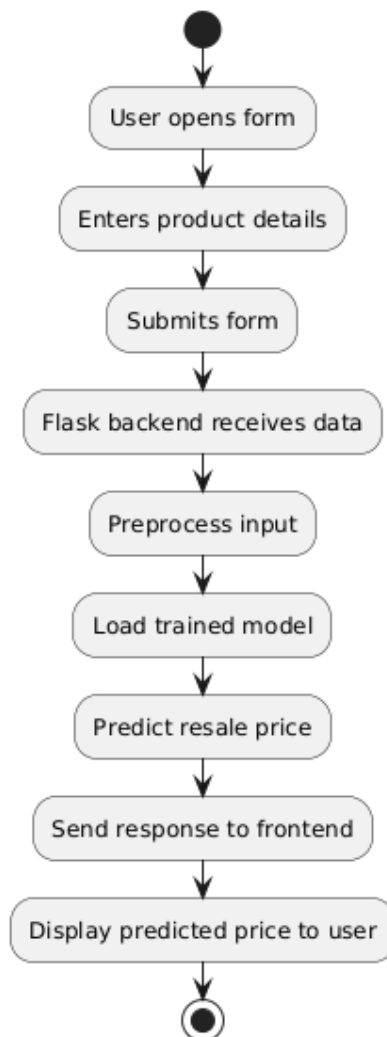 User opens form
Enters product details
Submits form
Flask backend receives data
Preprocess input
Load trained model
Predict resale price
Send response to frontend
Display predicted price to user